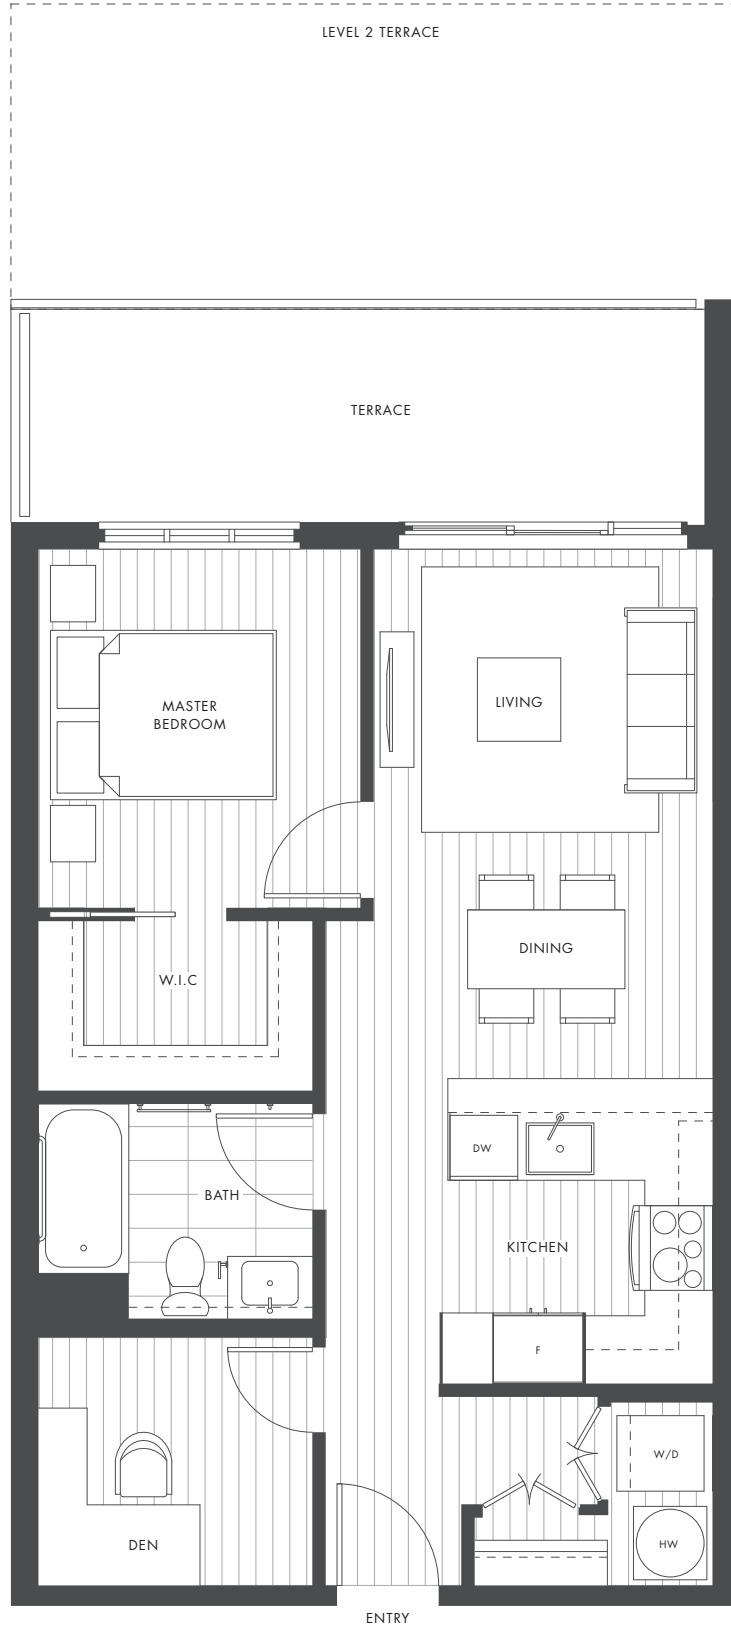 LEVEL 2 TERRACE
TERRACE
MASTER
BEDROOM
LIVING
DINING
W.I.C
DW
BATH
KITCHEN
F
W/D
DEN
HW
ENTRY